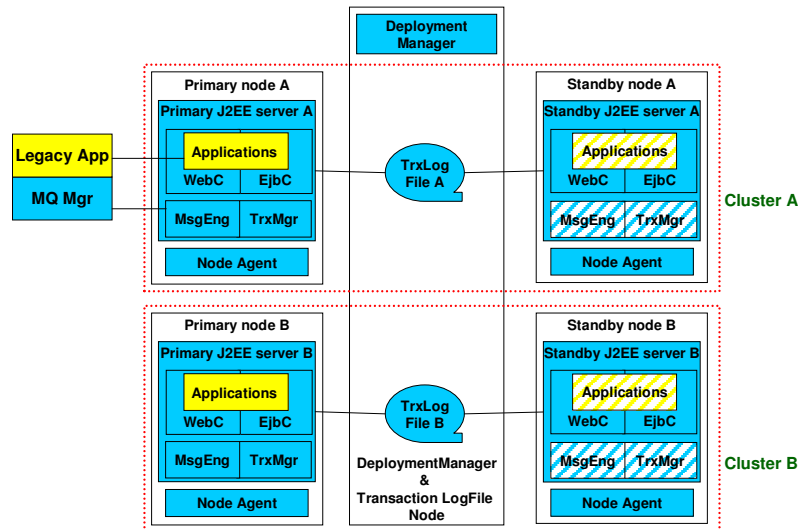 Deployment
Manager
Primary node A
Primary J2EE server A
Applications
WebC
EjbC
MsgEng
TrxMgr
Node Agent
Legacy App
MQ Mgr
TrxLog
File A
Standby node A
Standby J2EE server A
Applications
WebC
EjbC
MsgEng
TrxMgr
Node Agent
Cluster A
Primary node B
Primary J2EE server B
Applications
WebC
EjbC
MsgEng
TrxMgr
Node Agent
TrxLog
File B
DeploymentManager
&
Transaction LogFile
Node
Standby node B
Standby J2EE server B
Applications
WebC
EjbC
MsgEng
TrxMgr
Node Agent
Cluster B